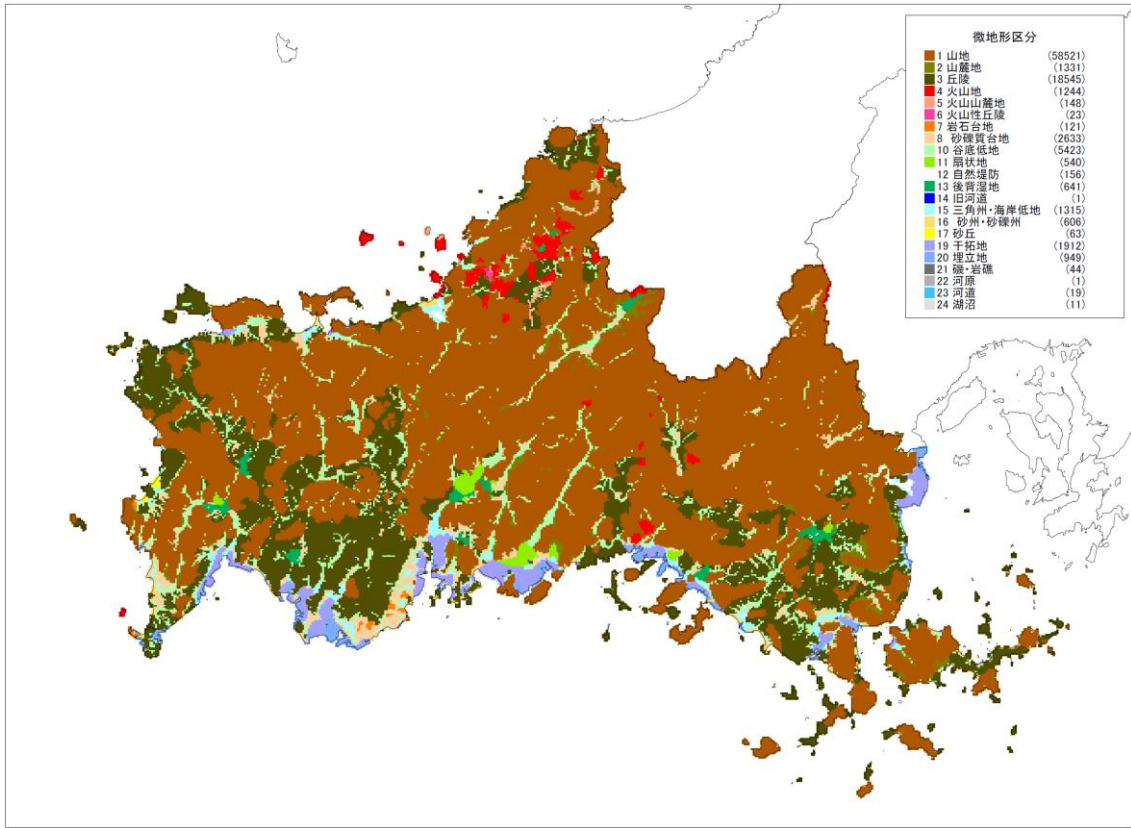 微地形区分
1 山地 (58521)
2 山麓地 (1331)
3 丘陵 (18545)
4 火山地 (1244)
5 火山山麓地 (148)
6 火山性丘陵 (23)
7 岩石台地 (121)
8 砂礫質台地 (2633)
10 谷底低地 (5423)
11 扇状地 (540)
12 自然堤防 (156)
13 後背湿地 (641)
14 旧河道 (1)
15 三角州・海岸低地 (1315)
16 砂州・砂礫州 (606)
17 砂丘 (63)
19 干拓地 (1912)
20 埋立地 (949)
21 磯・岩礁 (44)
22 河原 (1)
23 河道 (19)
24 湖沼 (11)